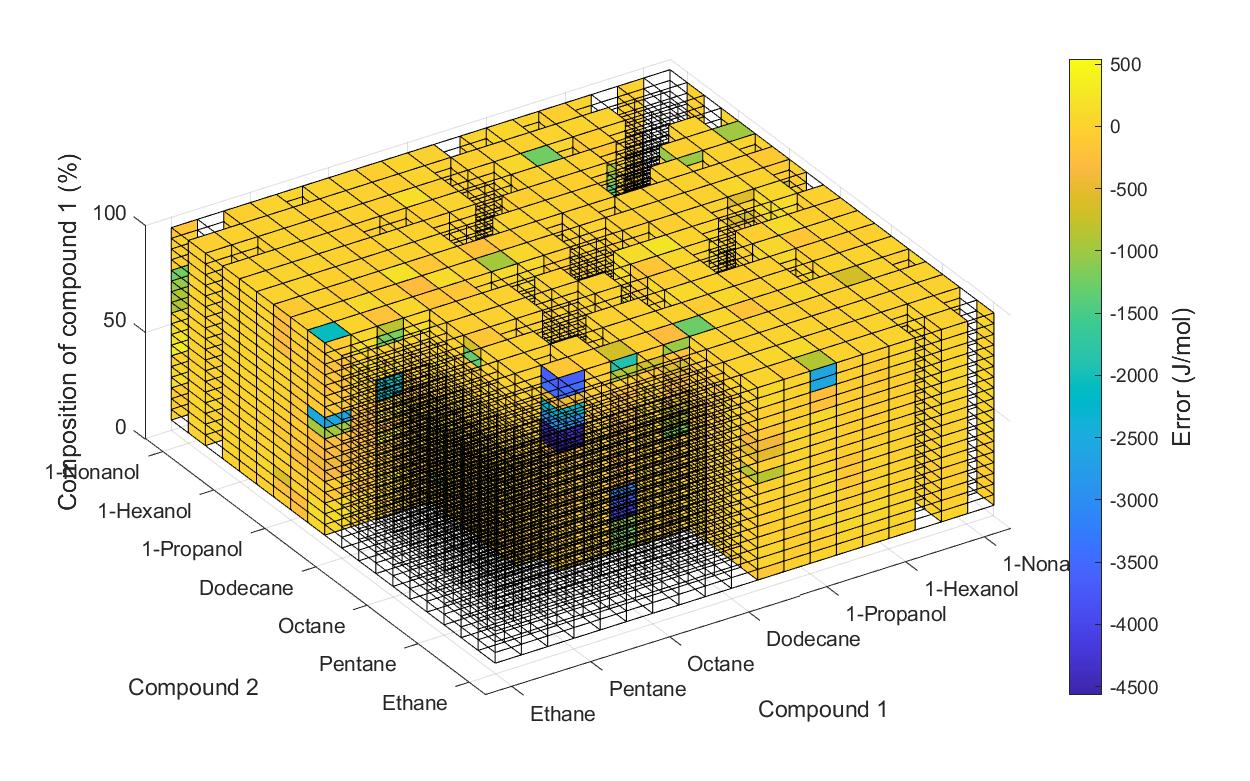 Composition of compound 1 (%)
100
50
0
1-Nonanol
1-Hexanol
1-Propanol
Dodecane
Octane
Pentane
Ethane
Compound 2
Ethane
Pentane
Octane
Dodecane
1-Propanol
1-Hexanol
1-Nona
Compound 1
500
0
-500
-1000
-1500
-2000
-2500
-3000
-3500
-4000
-4500
Error (J/mol)